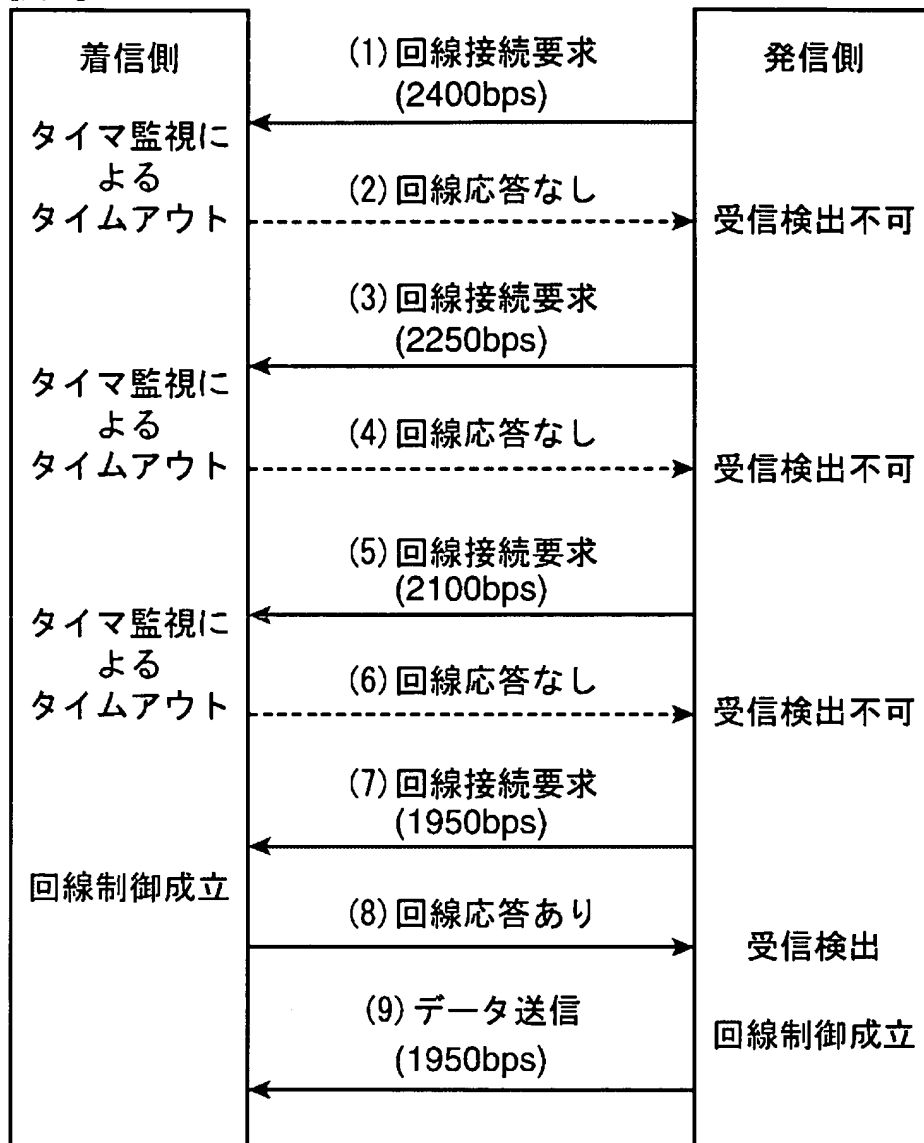 着信側
(1)回線接続要求
発信側
(2400bps)
タイマ監視に
よる
タイムアウト
(2)回線応答なし
受信検出不可
(3)回線接続要求
(2250bps)
タイマ監視に
よる
タイムアウト
(4)回線応答なし
受信検出不可
(5)回線接続要求
(2100bps)
タイマ監視に
よる
タイムアウト
(6)回線応答なし
受信検出不可
(7)回線接続要求
(1950bps)
回線制御成立
(8)回線応答あり
受信検出
(9)データ送信
回線制御成立
(1950bps)